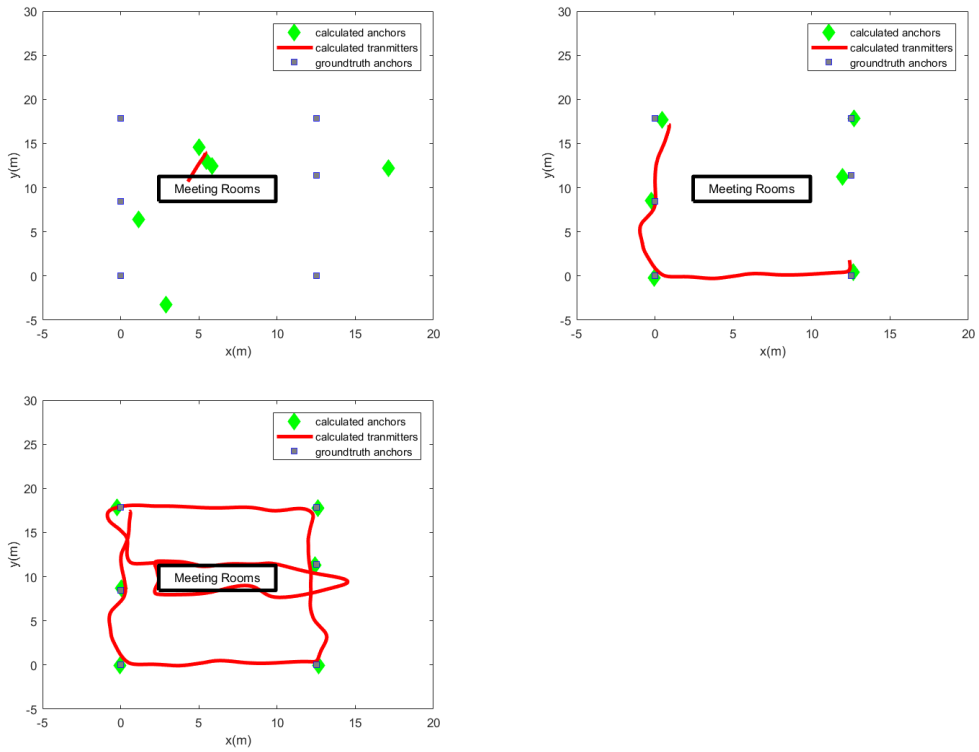 30
25
20
15
10
5
0
-5
y(m)
calculated anchors
calculated tranmitters
groundtruth anchors
Meeting Rooms
-5
0
5
10
15
20
x(m)
30
25
20
15
10
5
0
-5
y(m)
calculated anchors
calculated tranmitters
groundtruth anchors
Meeting Rooms
-5
0
5
10
15
20
x(m)
30
25
20
15
10
5
0
-5
y(m)
calculated anchors
calculated tranmitters
groundtruth anchors
Meeting Rooms
-5
0
5
10
15
20
x(m)